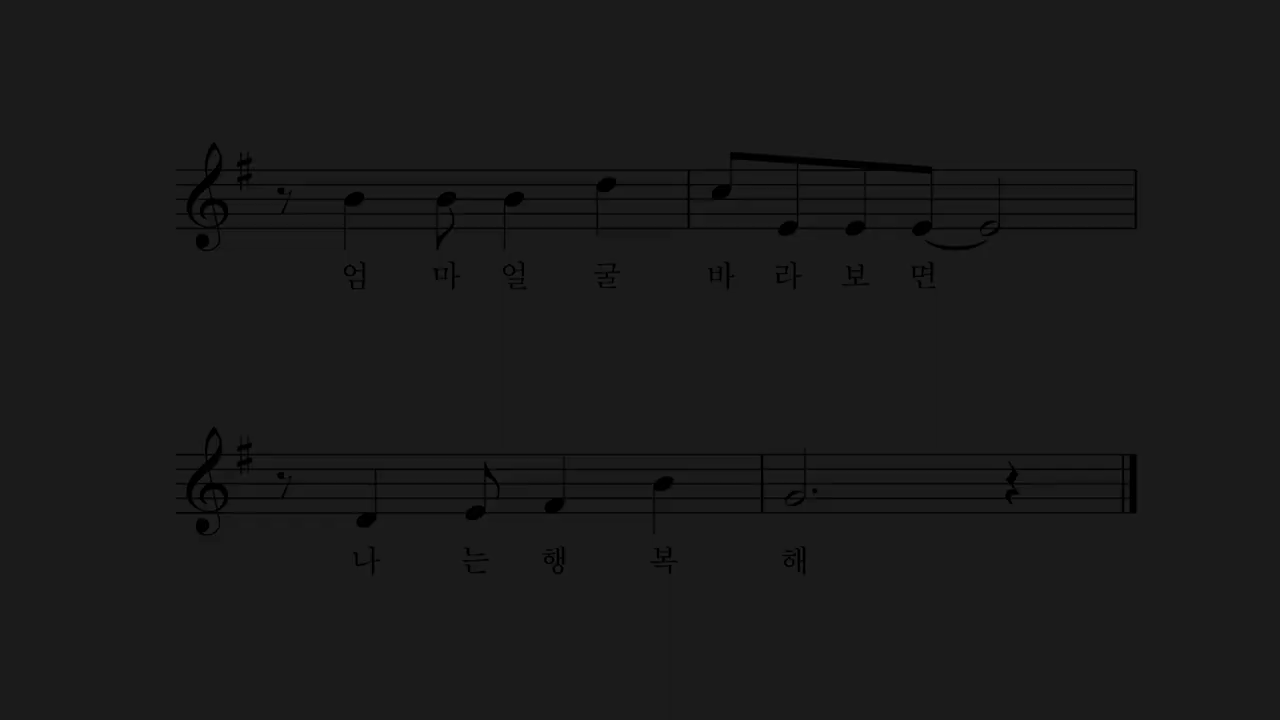 엄 마 얼 굴 바 라 보 면
나 는 행 복 해